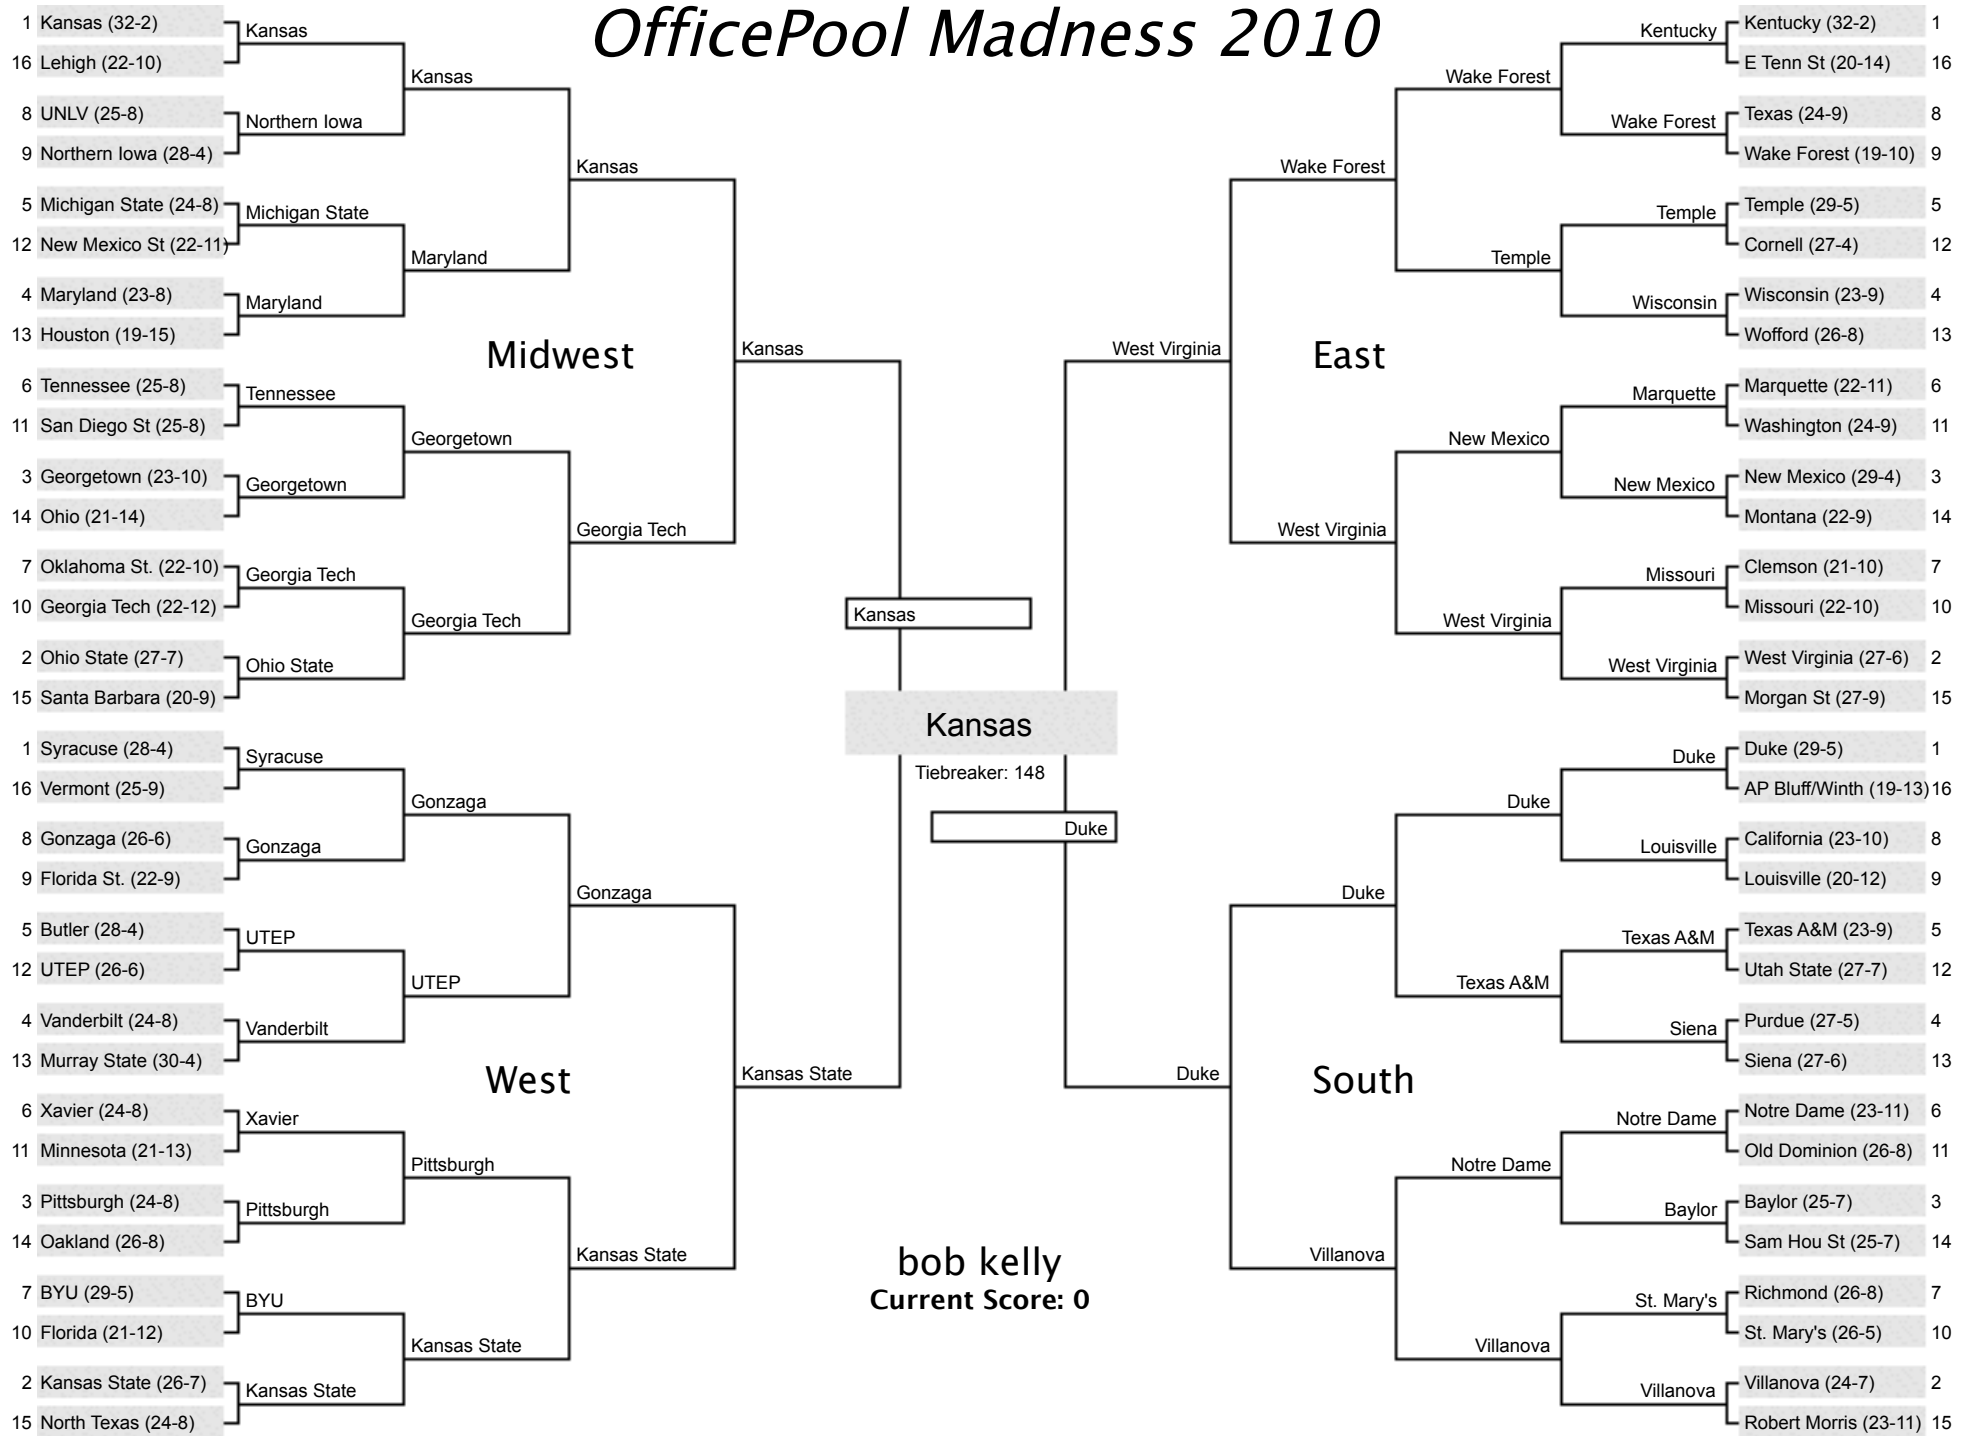 OfficePool Madness 2010
1 Kansas (32-2)
16 Lehigh (22-10)
8 UNLV (25-8)
9 Northern Iowa (28-4)
5 Michigan State (24-8)
12 New Mexico St (22-11)
4 Maryland (23-8)
13 Houston (19-15)
6 Tennessee (25-8)
11 San Diego St (25-8)
3 Georgetown (23-10)
14 Ohio (21-14)
7 Oklahoma St. (22-10)
10 Georgia Tech (22-12)
2 Ohio State (27-7)
15 Santa Barbara (20-9)
Kansas
Northern Iowa
Michigan State
Maryland
Tennessee
Georgetown
Georgia Tech
Ohio State
Kansas
Maryland
Georgetown
Georgia Tech
Kansas
Georgia Tech
Midwest
Kansas
1 Syracuse (28-4)
16 Vermont (25-9)
8 Gonzaga (26-6)
9 Florida St. (22-9)
5 Butler (28-4)
12 UTEP (26-6)
4 Vanderbilt (24-8)
13 Murray State (30-4)
6 Xavier (24-8)
11 Minnesota (21-13)
3 Pittsburgh (24-8)
14 Oakland (26-8)
7 BYU (29-5)
10 Florida (21-12)
2 Kansas State (26-7)
15 North Texas (24-8)
Syracuse
Gonzaga
UTEP
Vanderbilt
Xavier
Pittsburgh
BYU
Kansas State
Gonzaga
UTEP
Pittsburgh
Kansas State
Gonzaga
Kansas State
West
Kansas State
Kansas
Kansas
Tiebreaker: 148
Duke
bob kelly
Current Score: 0
Kentucky (32-2) 1
E Tenn St (20-14) 16
Texas (24-9) 8
Wake Forest (19-10) 9
Temple (29-5) 5
Cornell (27-4) 12
Wisconsin (23-9) 4
Wofford (26-8) 13
Marquette (22-11) 6
Washington (24-9) 11
New Mexico (29-4) 3
Montana (22-9) 14
Clemson (21-10) 7
Missouri (22-10) 10
West Virginia (27-6) 2
Morgan St (27-9) 15
Kentucky
Wake Forest
Temple
Wisconsin
Marquette
New Mexico
Missouri
West Virginia
Wake Forest
Temple
New Mexico
West Virginia
Wake Forest
West Virginia
East
West Virginia
Duke (29-5) 1
AP Bluff/Winth (19-13) 16
California (23-10) 8
Louisville (20-12) 9
Texas A&M (23-9) 5
Utah State (27-7) 12
Purdue (27-5) 4
Siena (27-6) 13
Notre Dame (23-11) 6
Old Dominion (26-8) 11
Baylor (25-7) 3
Sam Hou St (25-7) 14
Richmond (26-8) 7
St. Mary's (26-5) 10
Villanova (24-7) 2
Robert Morris (23-11) 15
Duke
Louisville
Texas A&M
Siena
Notre Dame
Baylor
St. Mary's
Villanova
Duke
Texas A&M
Notre Dame
Villanova
Duke
Villanova
South
Duke